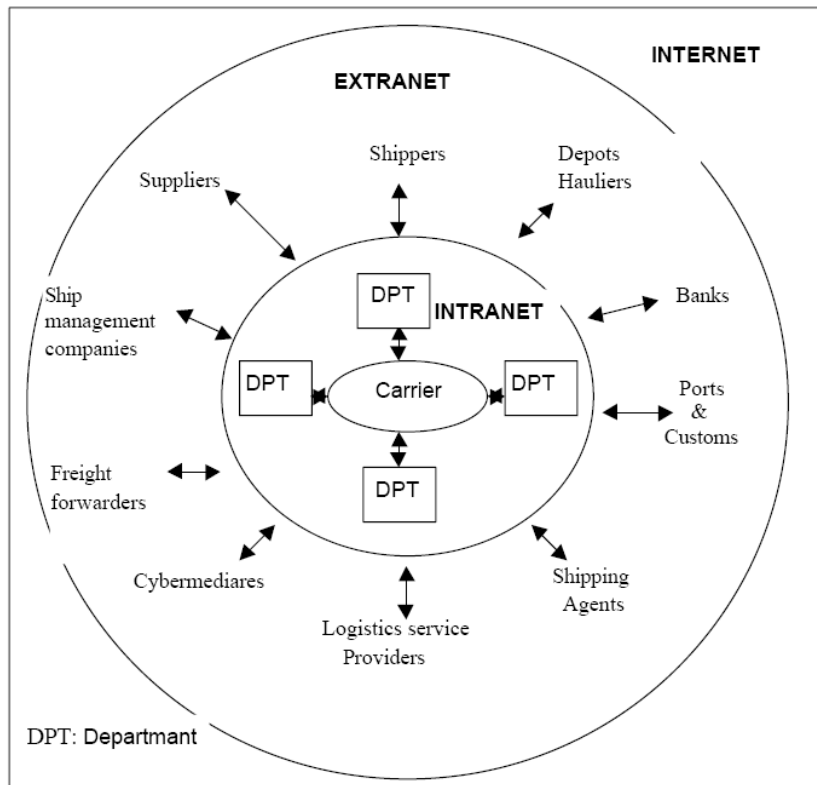 INTERNET
EXTRANET
Shippers
Depots
Hauliers
Suppliers
Ship
management
companies
DPT
INTRANET
Banks
DPT
Carrier
DPT
Ports
&
Customs
DPT
Freight
forwarders
Cybermediares
Shipping
Agents
Logistics service
Providers
DPT: Departmant